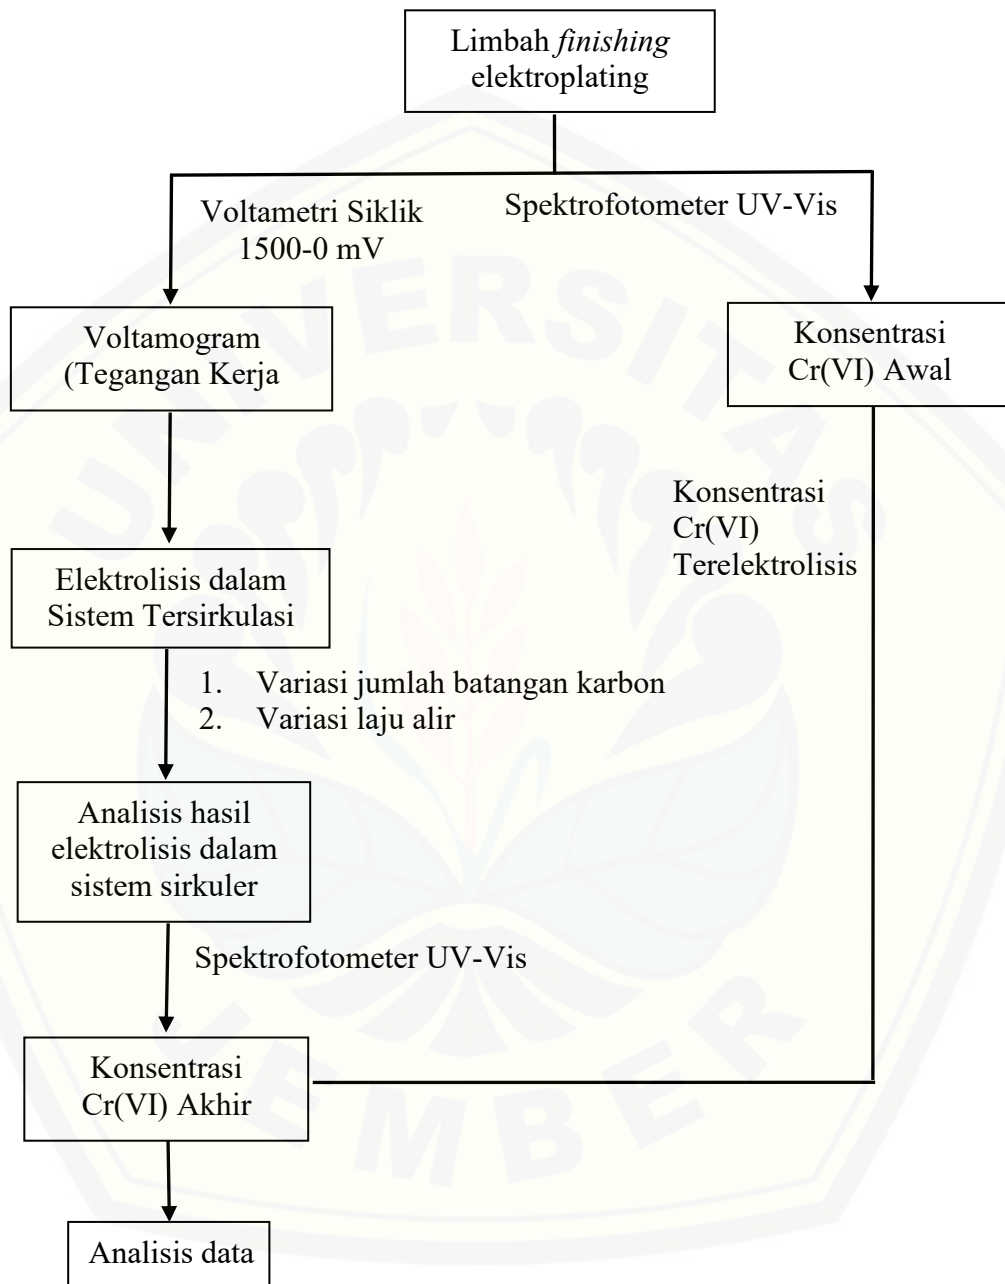 Limbah finishing
elektroplating
Voltametri Siklik
1500-0 mV
Spektrofotometer UV-Vis
Voltamogram
(Tegangan Kerja
Konsentrasi
Cr(VI) Awal
Konsentrasi
Cr(VI)
Terelektrolisis
Elektrolisis dalam
Sistem Tersirkulasi
1. Variasi jumlah batangan karbon
2. Variasi laju alir
Analisis hasil
elektrolisis dalam
sistem sirkuler
Spektrofotometer UV-Vis
Konsentrasi
Cr(VI) Akhir
Analisis data
UNIVERSITAS
JEMBER